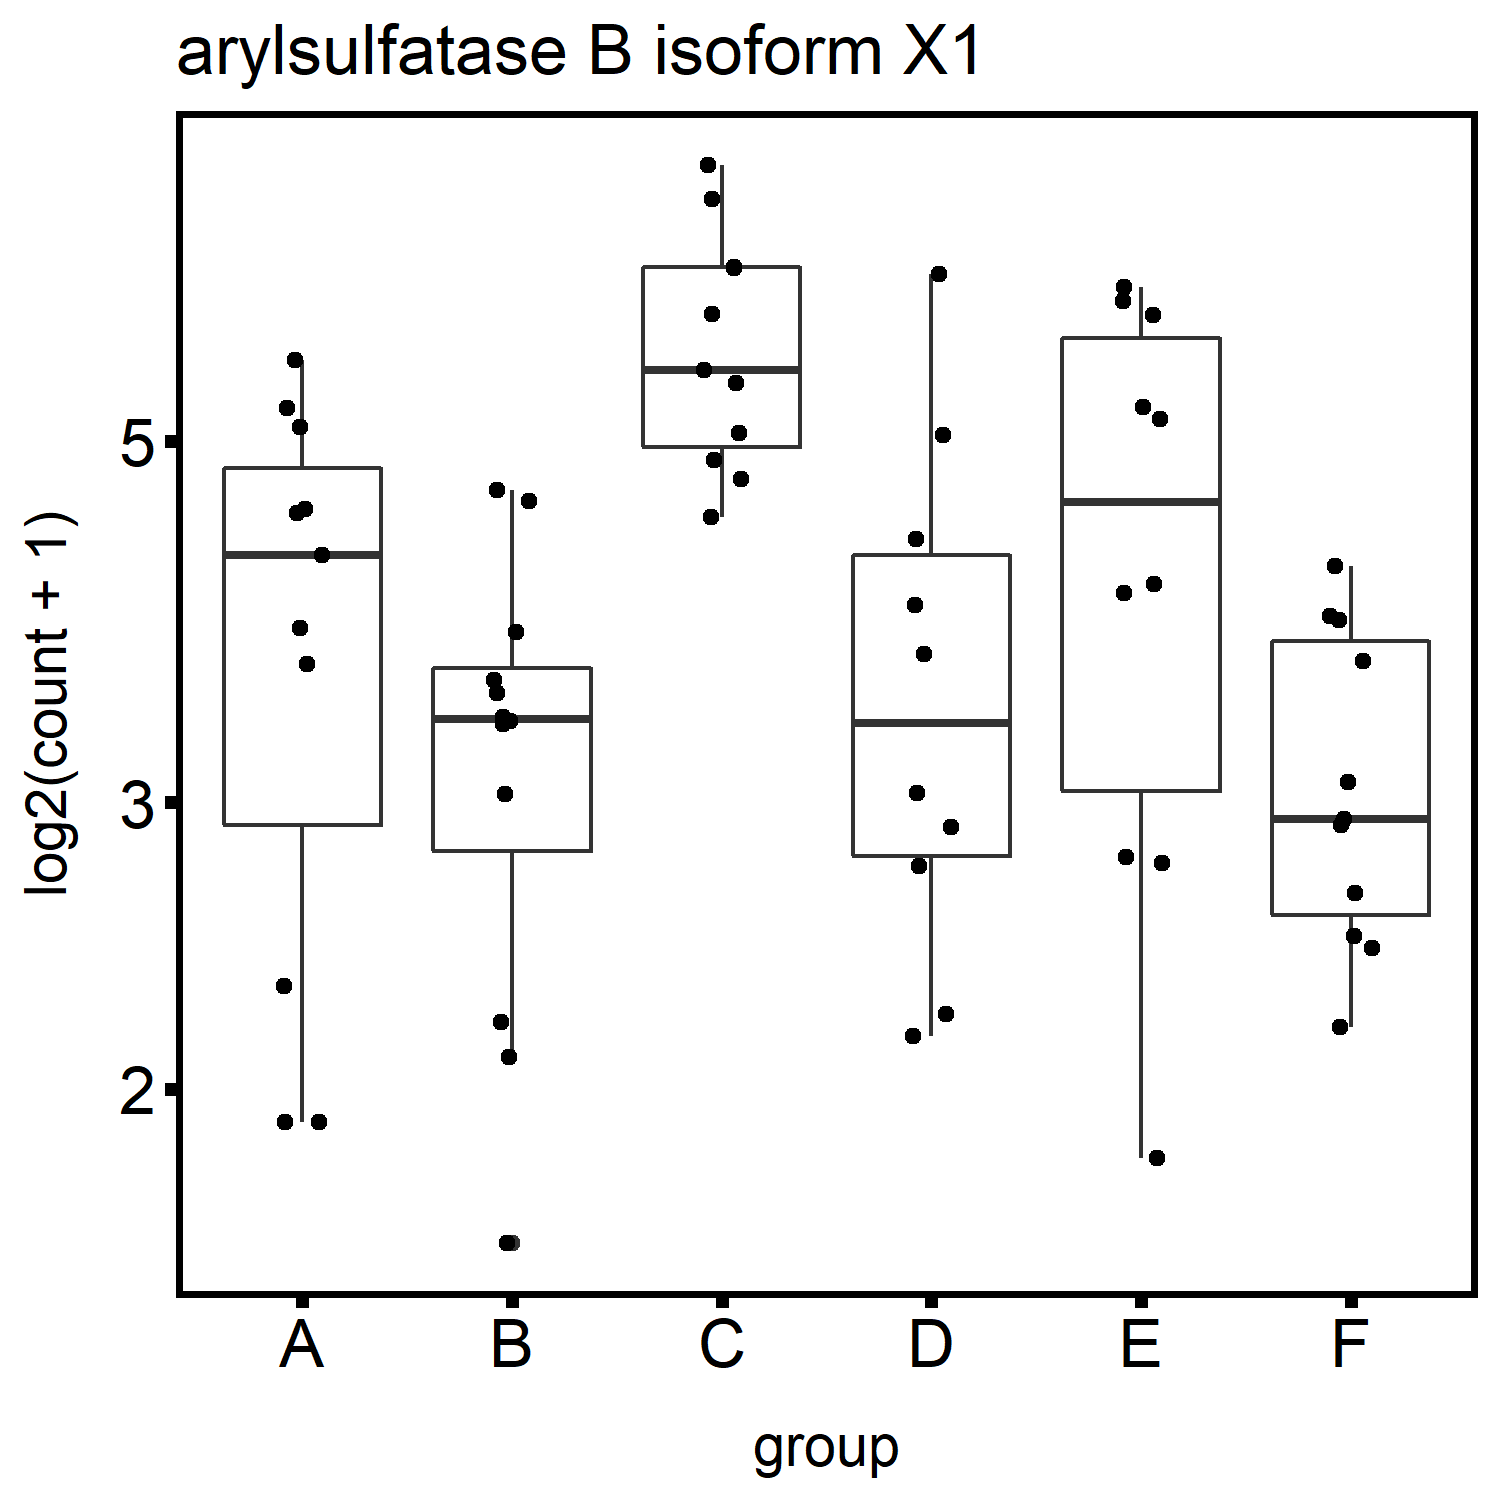 arylsulfatase B isoform X1
log2(count + 1)
5
3
2
A B C D E F
group